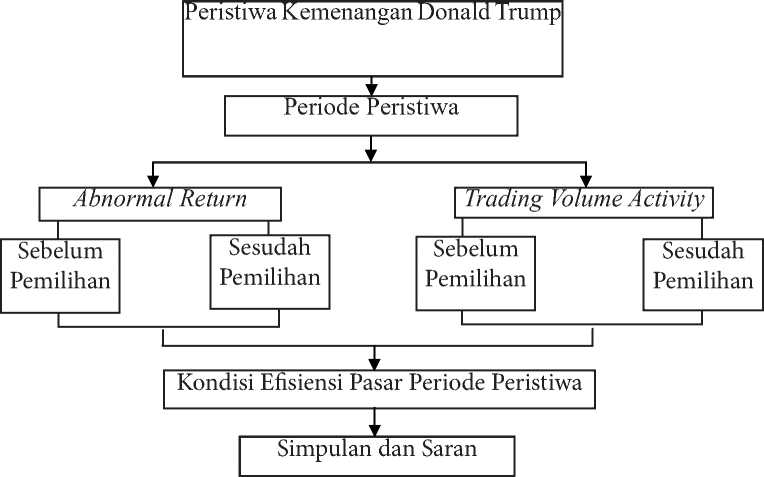 Peristiwa Kemenangan Donald Trump
Periode Peristiwa
Abnormal Return
Trading Volume Activity
Sebelum
Pemilihan
Sesudah
Pemilihan
Sebelum
Pemilihan
Sesudah
Pemilihan
Kondisi Efisiensi Pasar Periode Peristiwa
Simpulan dan Saran